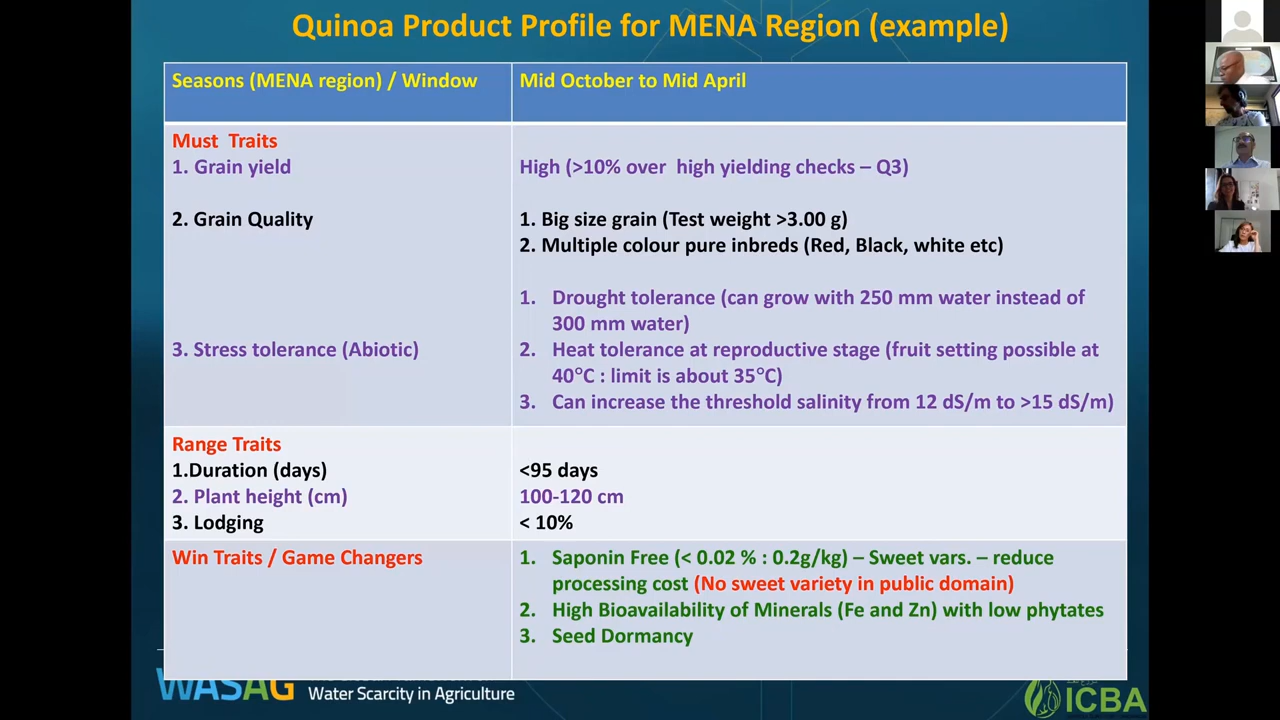 Quinoa Product Profile for MENA Region (example)
Seasons (MENA region) / Window
Mid October to Mid April
Must Traits
1. Grain yield
High (>10% over high yielding checks – Q3)
2. Grain Quality
1. Big size grain (Test weight >3.00 g)
2. Multiple colour pure inbreds (Red, Black, white etc)
3. Stress tolerance (Abiotic)
1. Drought tolerance (can grow with 250 mm water instead of
300 mm water)
2. Heat tolerance at reproductive stage (fruit setting possible at
40°C : limit is about 35°C)
3. Can increase the threshold salinity from 12 dS/m to >15 dS/m)
Range Traits
1.Duration (days)
<95 days
2. Plant height (cm)
100-120 cm
3. Lodging
< 10%
Win Traits / Game Changers
1. Saponin Free (< 0.02 % : 0.2g/kg) – Sweet vars. – reduce
processing cost (No sweet variety in public domain)
2. High Bioavailability of Minerals (Fe and Zn) with low phytates
3. Seed Dormancy
WASAG
Water Scarcity in Agriculture
ICBA